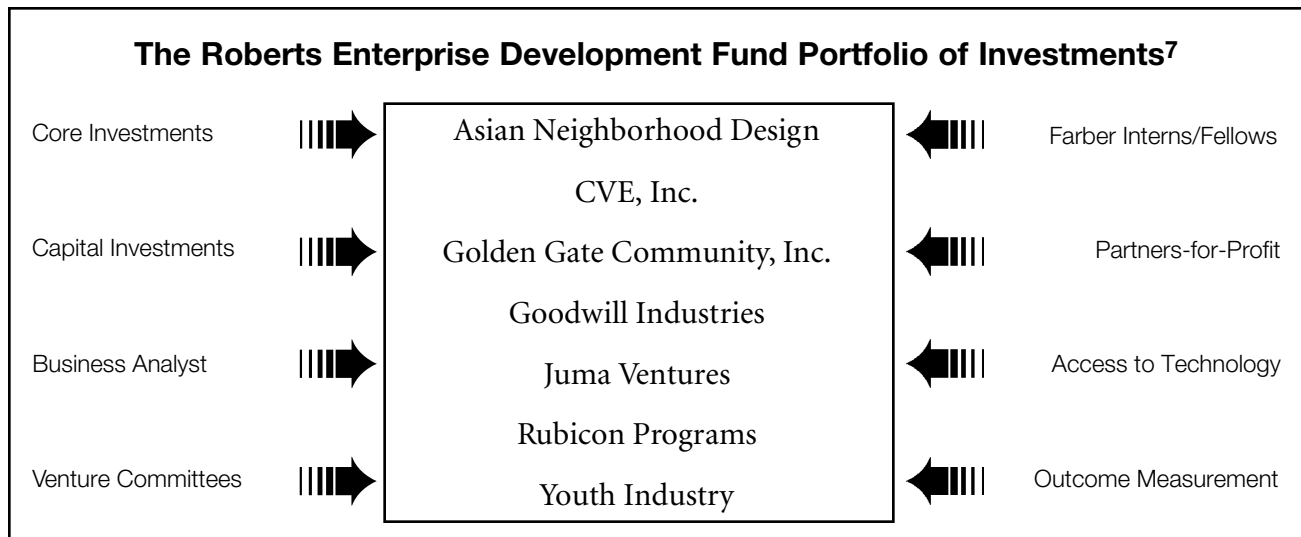 The Roberts Enterprise Development Fund Portfolio of Investments7
Core Investments
Capital Investments
Business Analyst
Venture Committees
Asian Neighborhood Design
CVE, Inc.
Golden Gate Community, Inc.
Goodwill Industries
Juma Ventures
Rubicon Programs
Youth Industry
Farber Interns/Fellows
Partners-for-Profit
Access to Technology
Outcome Measurement